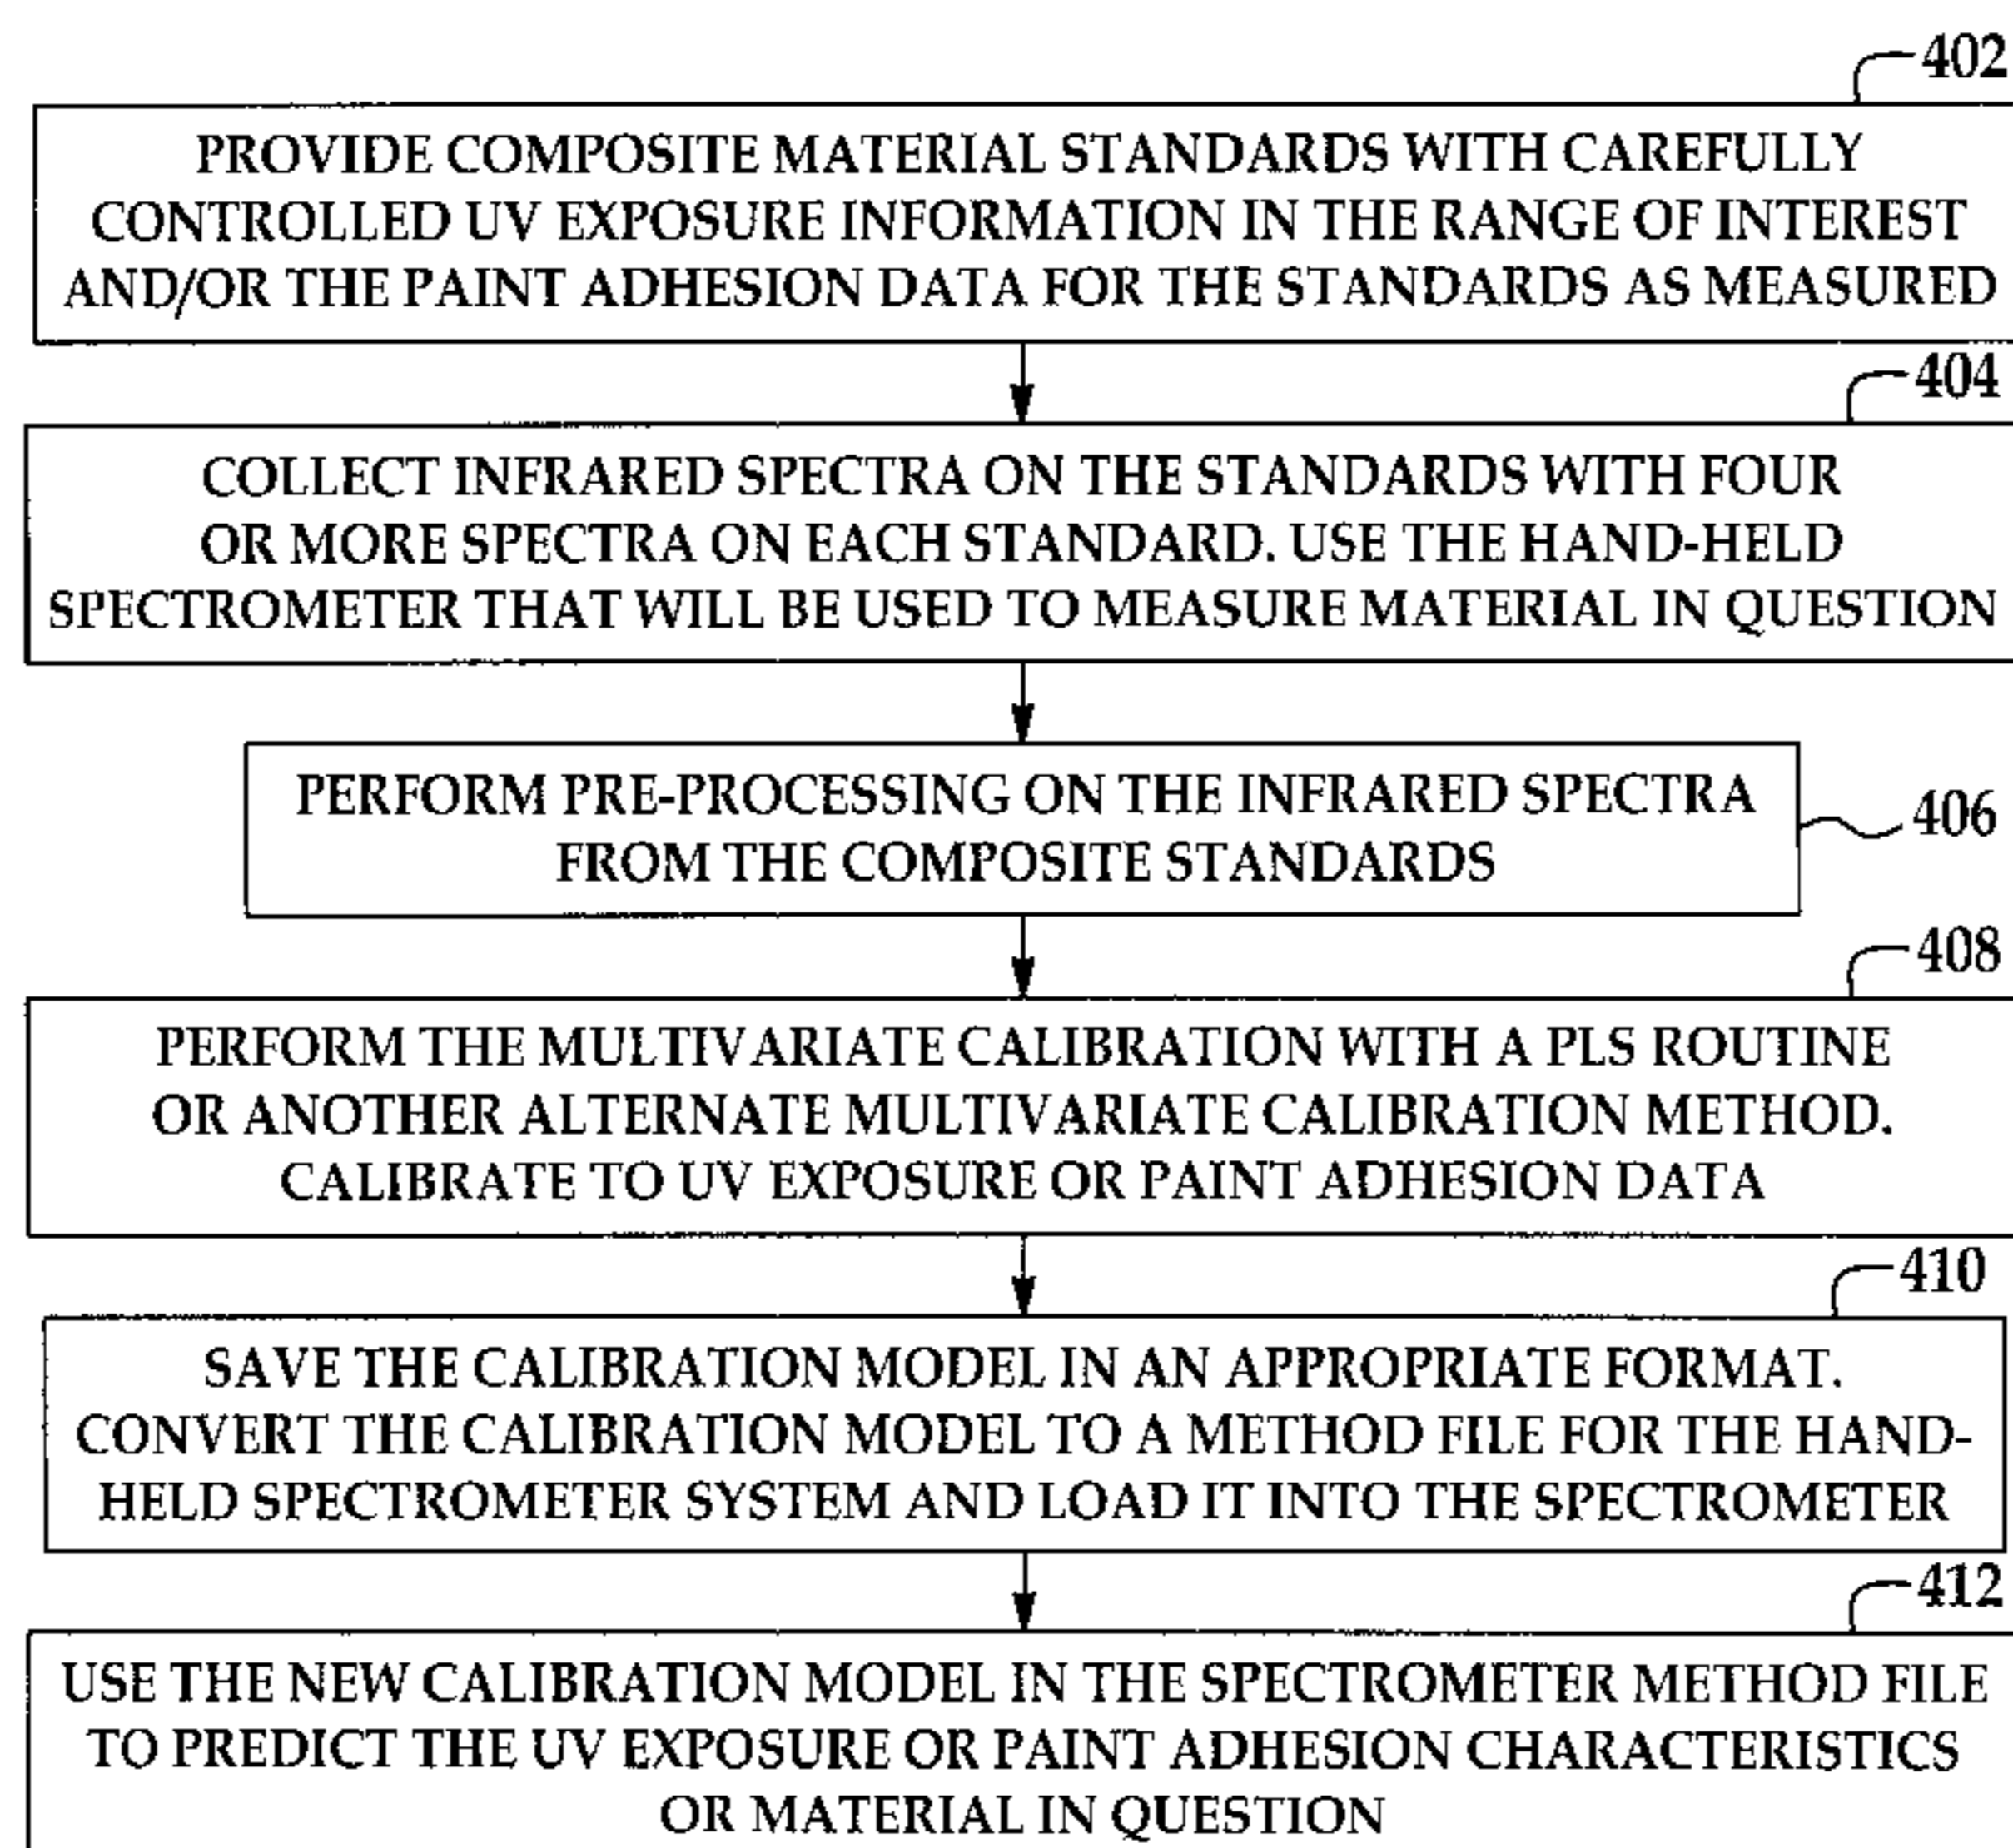 402
PROVIDE COMPOSITE MATERIAL STANDARDS WITH CAREFULLY
CONTROLLED UV EXPOSURE INFORMATION IN THE RANGE OF INTEREST
AND/OR THE PAINT ADHESION DATA FOR THE STANDARDS AS MEASURED
404
COLLECT INFRARED SPECTRA ON THE STANDARDS WITH FOUR
OR MORE SPECTRA ON EACH STANDARD. USE THE HAND-HELD
SPECTROMETER THAT WILL BE USED TO MEASURE MATERIAL IN QUESTION
PERFORM PRE-PROCESSING ON THE INFRARED SPECTRA
FROM THE COMPOSITE STANDARDS
406
408
PERFORM THE MULTIVARIATE CALIBRATION WITH A PLS ROUTINE
OR ANOTHER ALTERNATE MULTIVARIATE CALIBRATION METHOD.
CALIBRATE TO UV EXPOSURE OR PAINT ADHESION DATA
410
SAVE THE CALIBRATION MODEL IN AN APPROPRIATE FORMAT.
CONVERT THE CALIBRATION MODEL TO A METHOD FILE FOR THE HAND-
HELD SPECTROMETER SYSTEM AND LOAD IT INTO THE SPECTROMETER
412
USE THE NEW CALIBRATION MODEL IN THE SPECTROMETER METHOD FILE
TO PREDICT THE UV EXPOSURE OR PAINT ADHESION CHARACTERISTICS
OR MATERIAL IN QUESTION